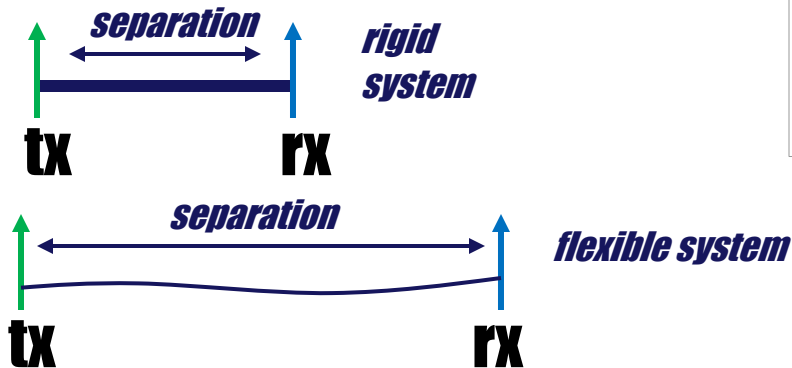 separation
rigid
system
tx
rx
separation
flexible system
tx
rx